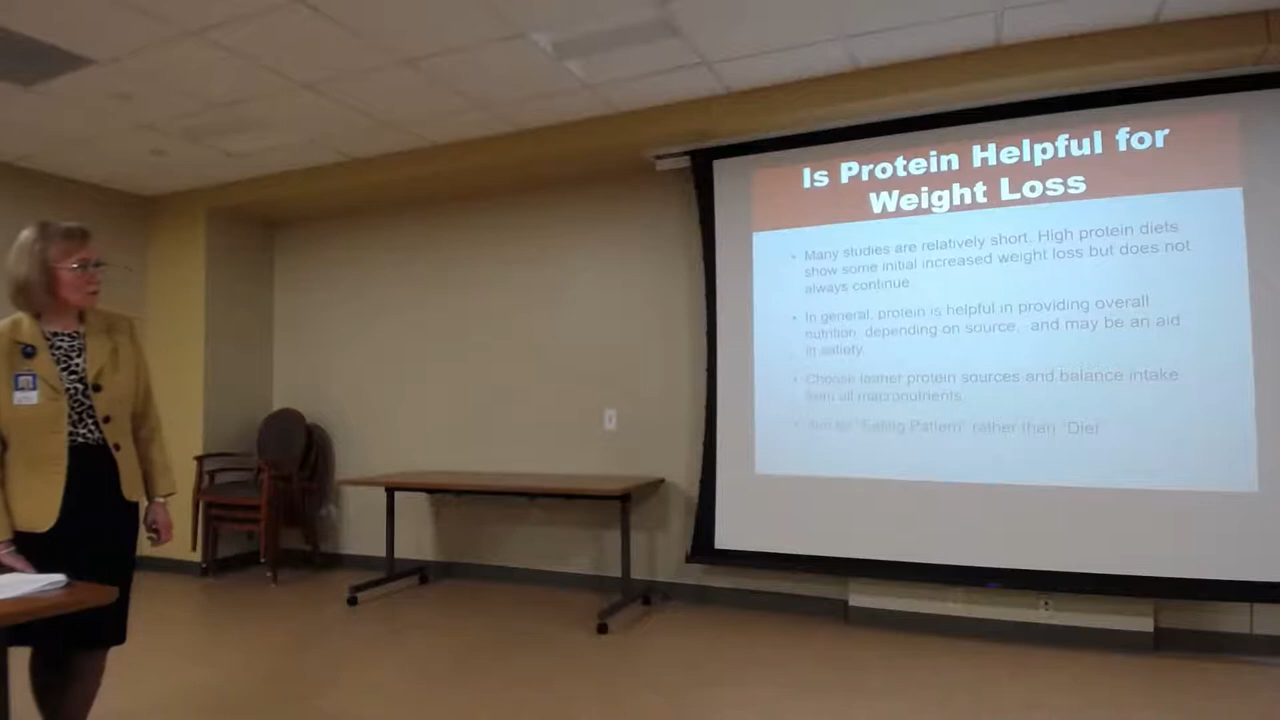 Is Protein Helpful for
Weight Loss
• Many studies are relatively short. High protein diets
show some initial increased weight loss but does not
always continue
• In general, protein is helpful in providing overall
nutrition, depending on source, and may be an aid
in satiety.
• Choose leaner protein sources and balance intake
from all macronutrients
• "Eating Pattern" rather than "Diet"